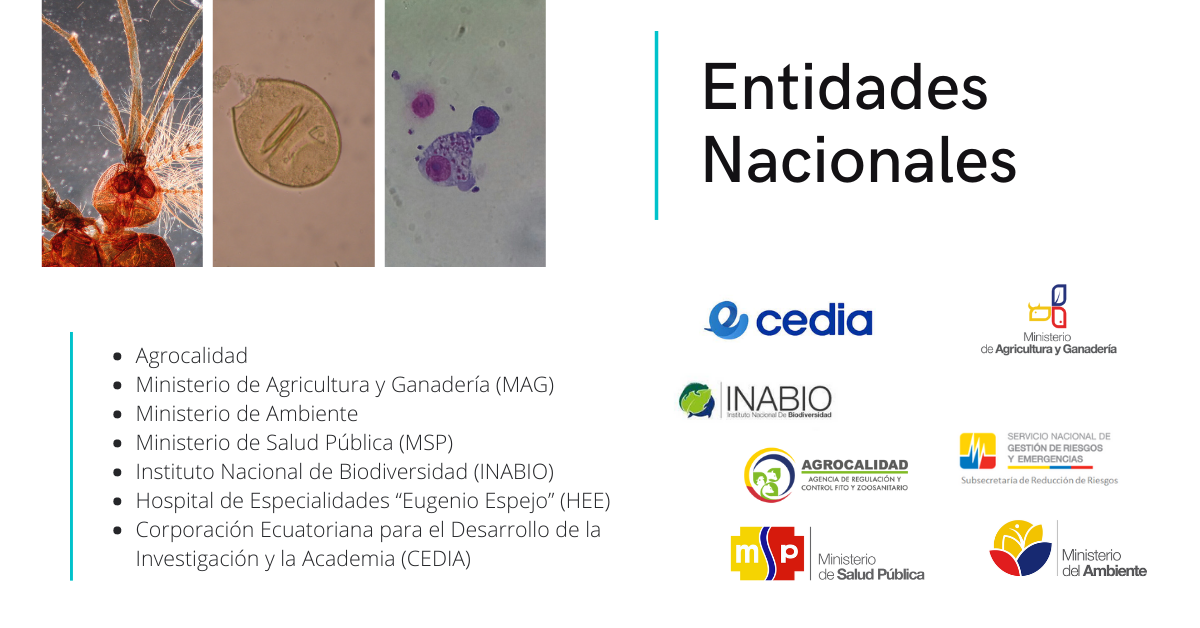 Entidades
Nacionales
Agrocalidad
Ministerio de Agricultura y Ganadería (MAG)
Ministerio de Ambiente
Ministerio de Salud Pública (MSP)
Instituto Nacional de Biodiversidad (INABIO)
Hospital de Especialidades “Eugenio Espejo” (HEE)
Corporación Ecuatoriana para el Desarrollo de la
Investigación y la Academia (CEDIA)
cedia
Ministerio
de Agricultura y Ganadería
INABIO
Instituto Nacional De Biodiversidad
SERVICIO NACIONAL DE
GESTIÓN DE RIESGOS
Y EMERGENCIAS
Subsecretaria de Reducción de Riesgos
AGROCALIDAD
AGENCIA DE REGULACIÓN Y
CONTROL FITO Y ZOOSANITARIO
msp
Ministerio
de Salud Pública
Ministerio
del Ambiente